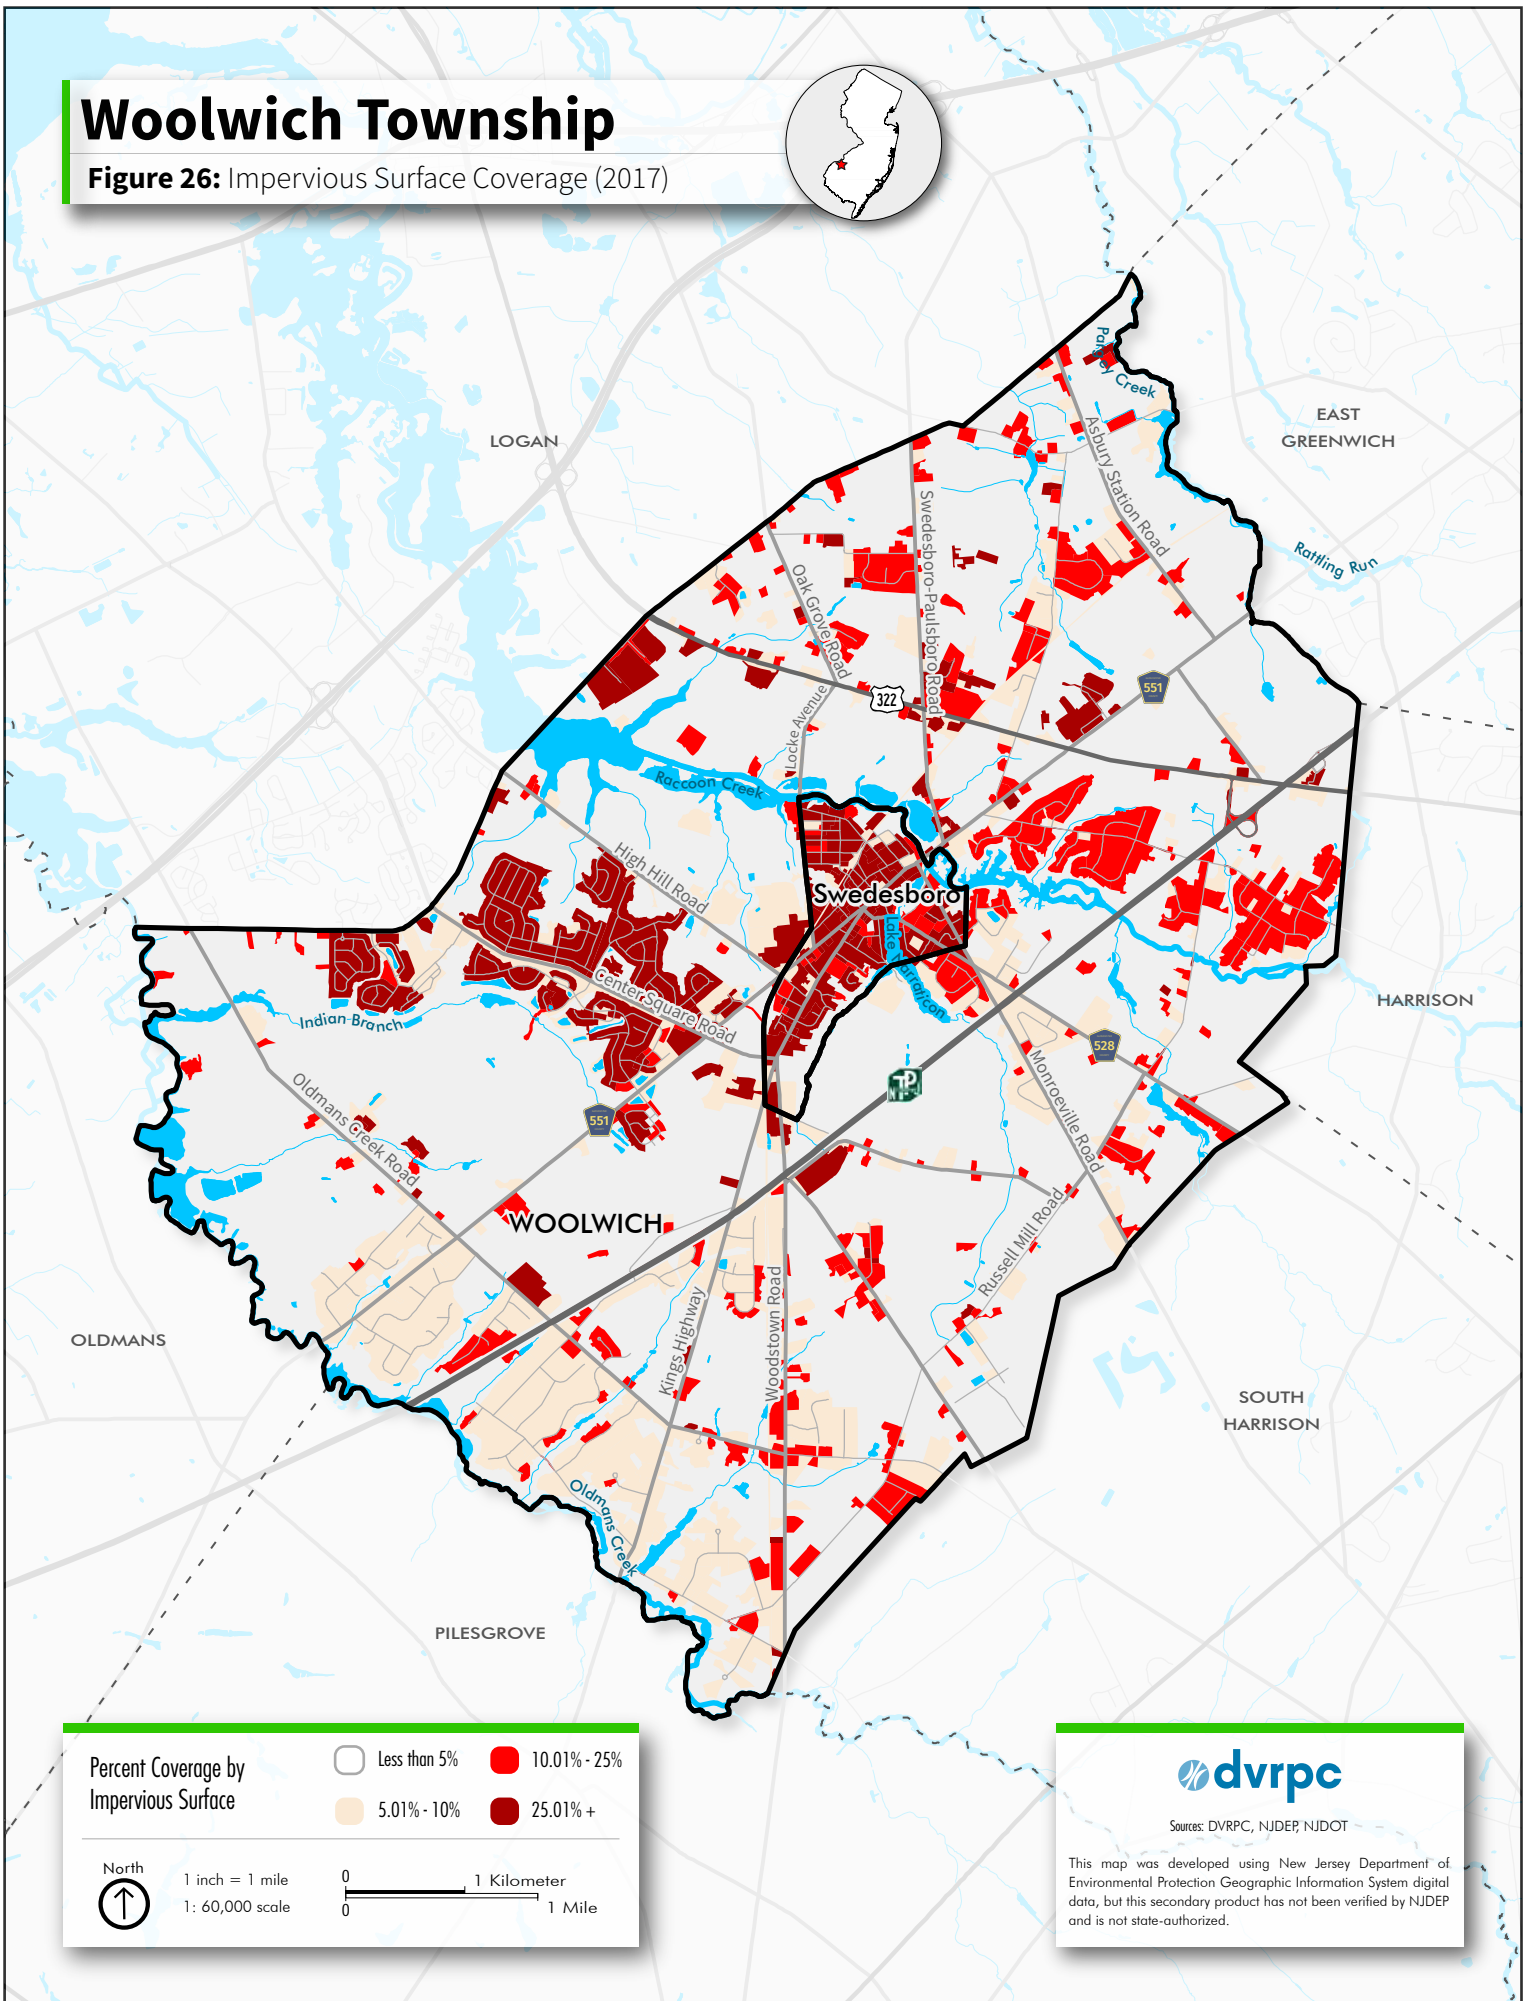 Woolwich Township
Figure 26: Impervious Surface Coverage (2017)
LOGAN
EAST
GREENWICH
Pargey Creek
Asbury Station Road
Rattling Run
Swedesboro-Paulsboro Road
Oak Grove Road
551
322
Locke Avenue
Raccoon Creek
High Hill Road
Swedesboro
Lake Narraticon
Center Square Road
Indian Branch
HARRISON
528
Monroeville Road
NJTP
Oldmans Creek Road
551
WOOLWICH
Russell Mill Road
Kings Highway
Woodstown Road
OLDMANS
SOUTH
HARRISON
Oldmans Creek
PILESGROVE
Percent Coverage by
Impervious Surface
Less than 5%
10.01% - 25%
5.01% - 10%
25.01% +
North
1 inch = 1 mile
1: 60,000 scale
0
1 Kilometer
0
1 Mile
dvrpc
Sources: DVRPC, NJDEP, NJDOT
This map was developed using New Jersey Department of
Environmental Protection Geographic Information System digital
data, but this secondary product has not been verified by NJDEP
and is not state-authorized.